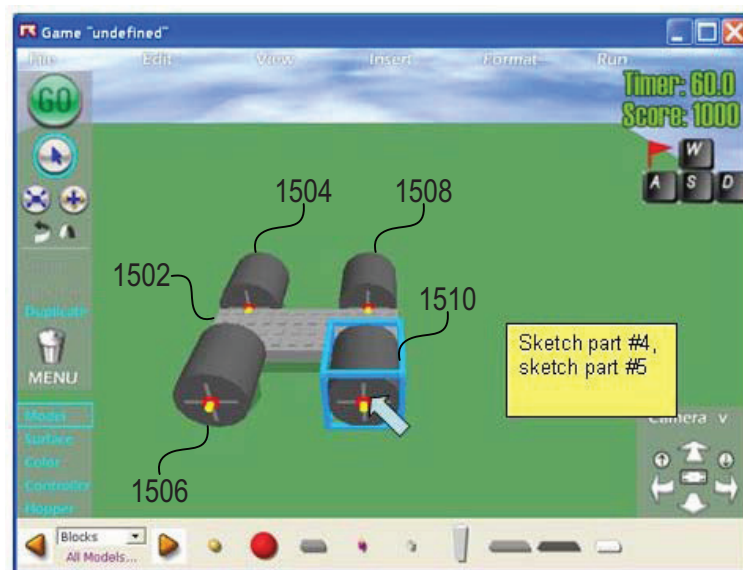 Game "undefined"
File Edit View Insert Format Run
GO
Timer: 60.0
Score: 1000
W
A S D
1504
1508
1502
1510
Duplicate
Sketch part #4,
sketch part #5
MENU
Model
Surface
Color
Controller
Hopper
Camera v
1506
Blocks
All Models...